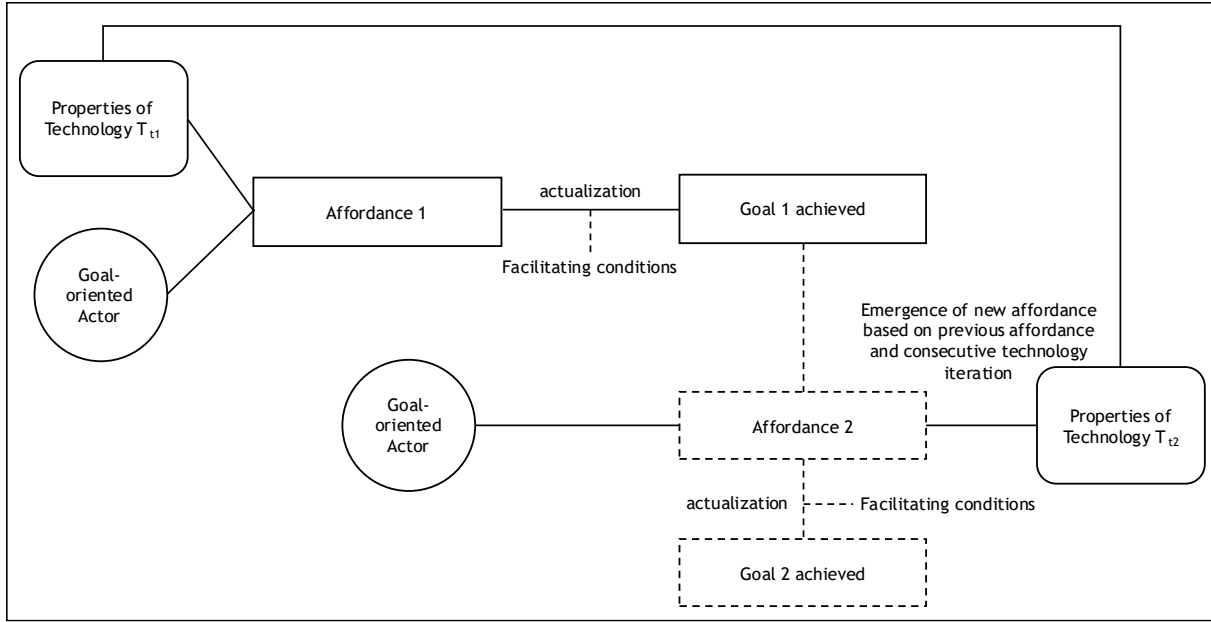 Properties of
Technology T t1
Goal-
oriented
Actor
Affordance 1
actualization
Facilitating conditions
Goal 1 achieved
Emergence of new affordance
based on previous affordance
and consecutive technology
iteration
Goal-
oriented
Actor
Affordance 2
Properties of
Technology T t2
actualization
Facilitating conditions
Goal 2 achieved